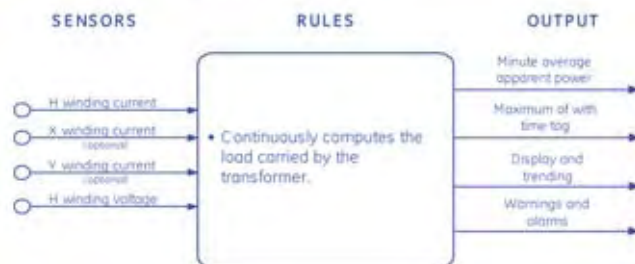 SENSORS
RULES
OUTPUT
H winding current
X winding current
(optional)
Y winding current
(optional)
H winding voltage
• Continuously computes the
load carried by the
transformer.
Minute average
apparent power
Maximum of with
time tag
Display and
trending
Warnings and
alarms